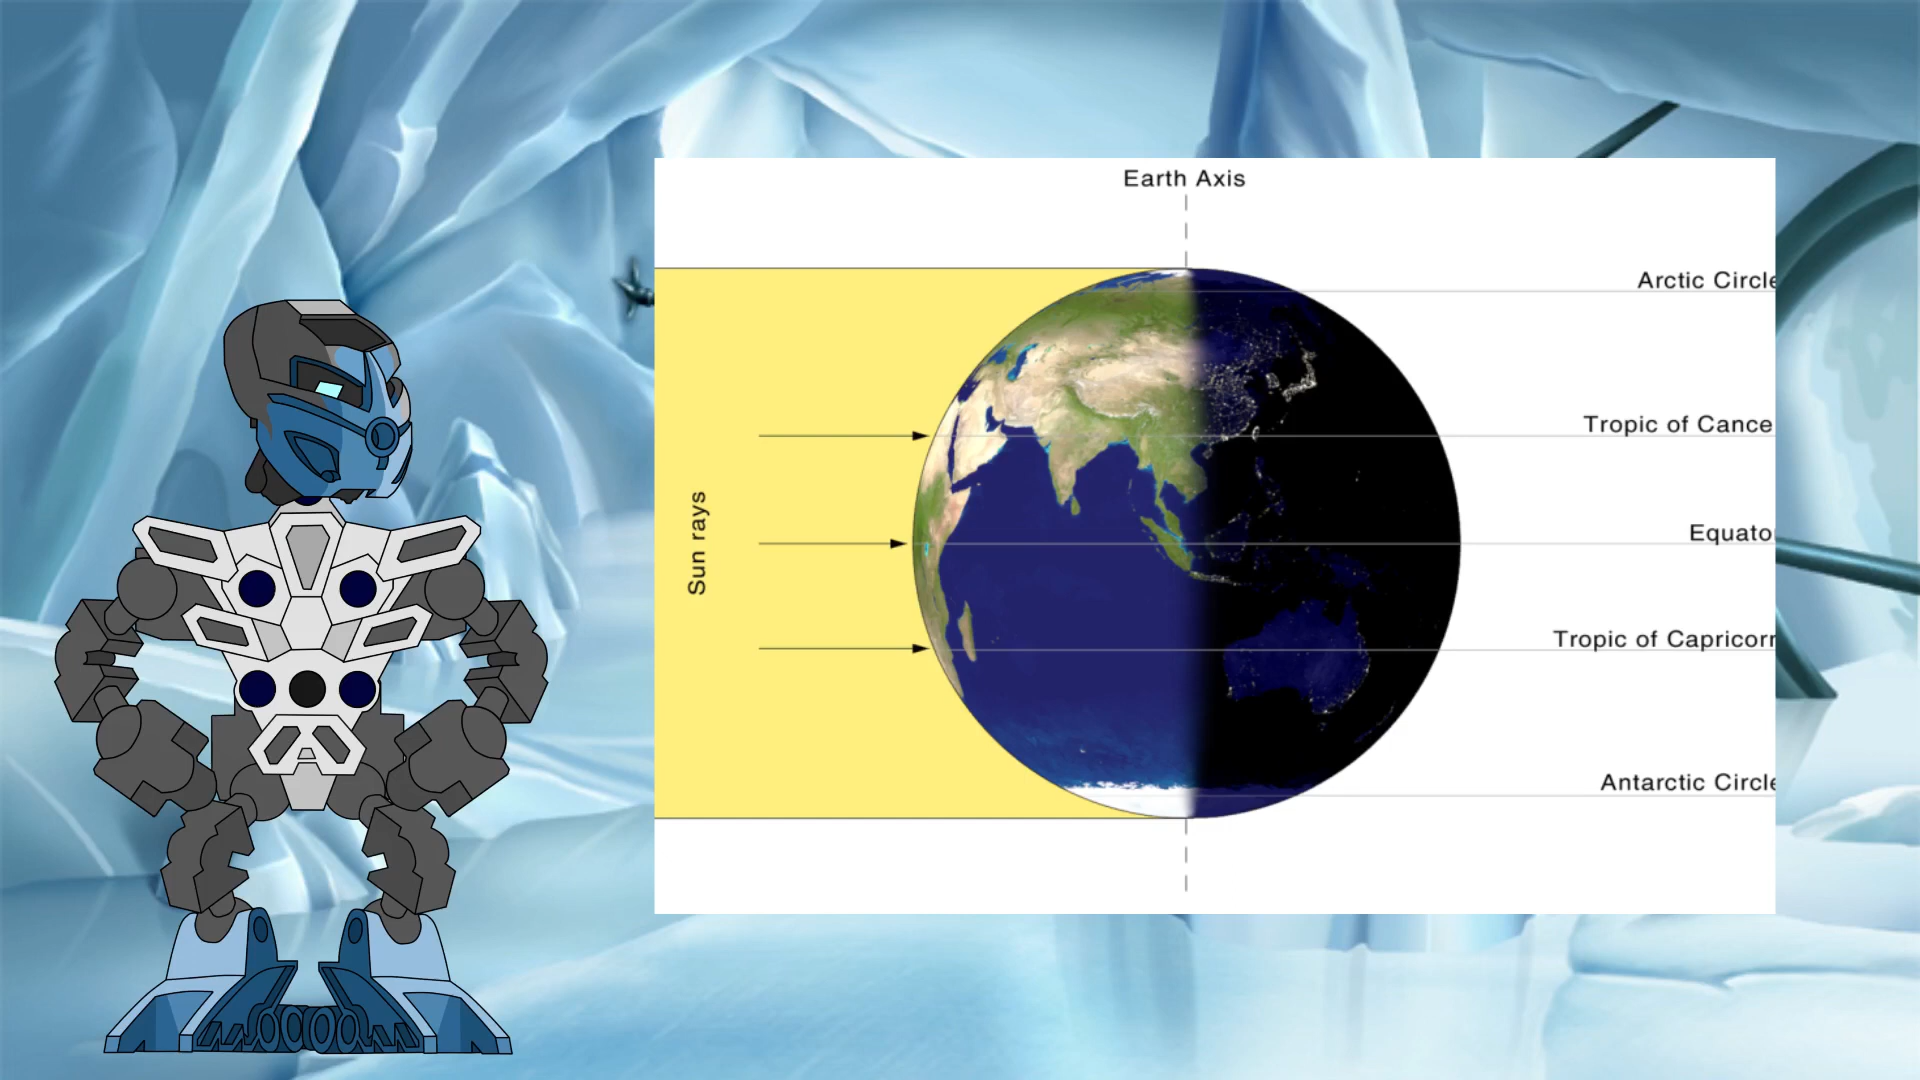 Earth Axis
Arctic Circle
Tropic of Cance
Equato
Sun rays
Tropic of Capricorn
Antarctic Circle